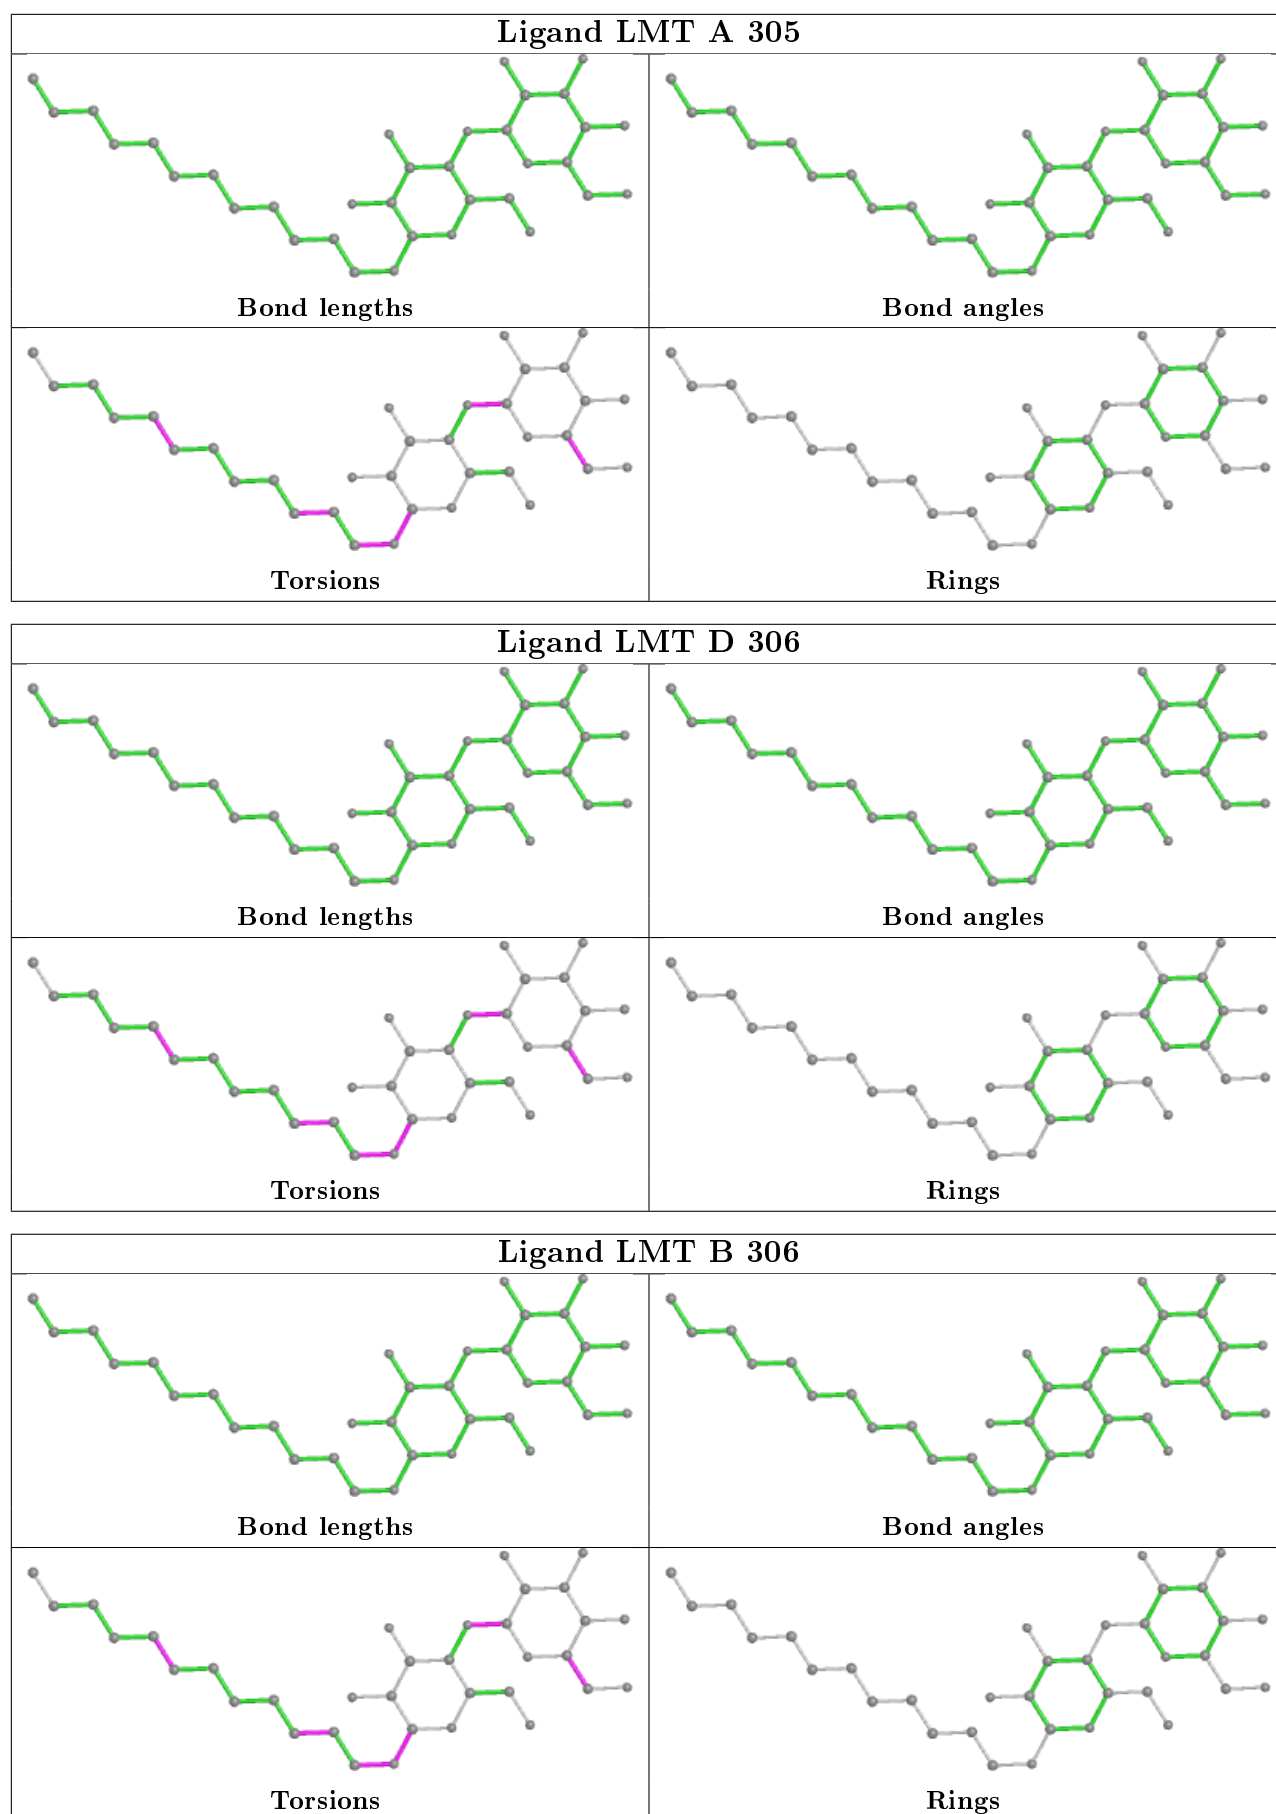 Ligand LMT A 305
Bond lengths
Bond angles
Torsions
Rings
Ligand LMT D 306
Bond lengths
Bond angles
Torsions
Rings
Ligand LMT B 306
Bond lengths
Bond angles
Torsions
Rings